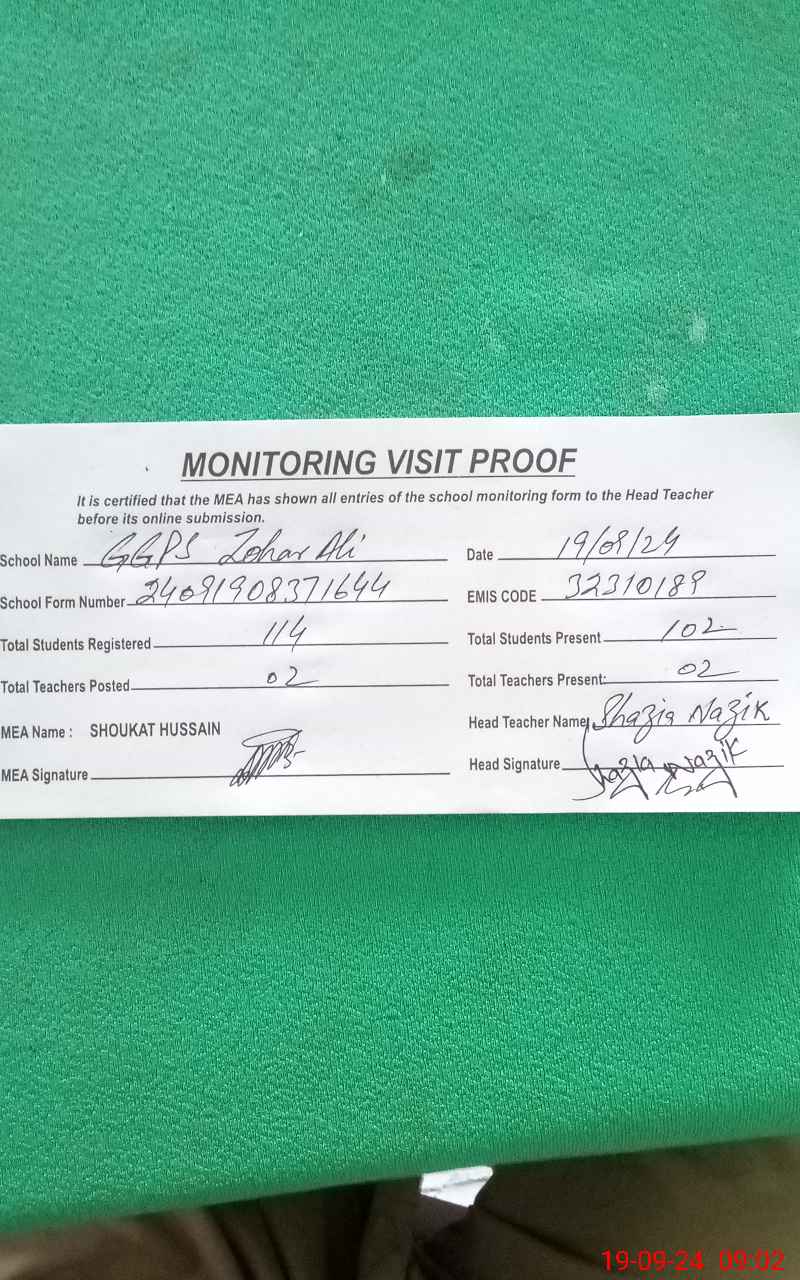 MONITORING VISIT PROOF
It is certified that the MEA has shown all entries of the school monitoring form to the Head Teacher
before its online submission.
School Name GGPS Zohar Ali Date 19/09/24
School Form Number 24091908371644 EMIS CODE 32310189
Total Students Registered 114 Total Students Present 102
Total Teachers Posted 02 Total Teachers Present: 02
MEA Name : SHOUKAT HUSSAIN Head Teacher Name Shazia Nazik
MEA Signature Head Signature Shazia Nazik
19-09-24 09:02